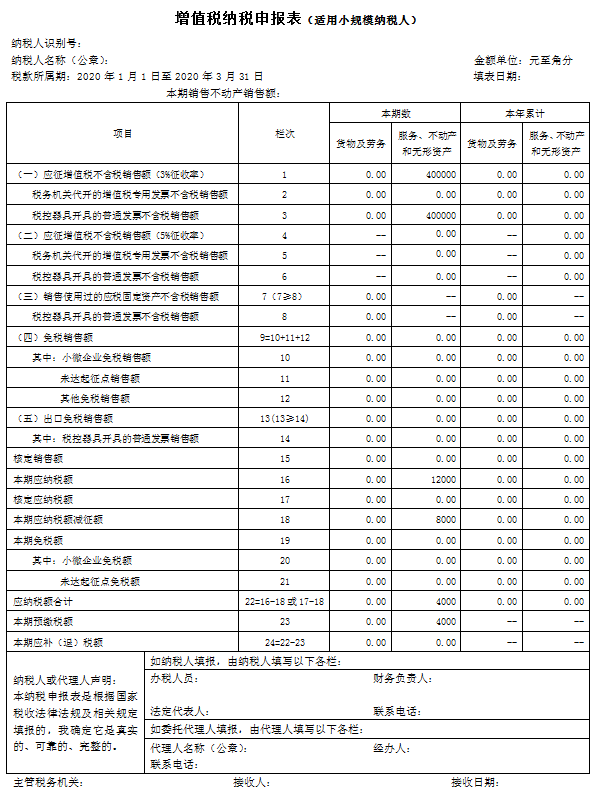 增值税纳税申报表（适用小规模纳税人）
纳税人识别号：
纳税人名称（公章）： 金额单位：元至角分
税款所属期：2020年1月1日至2020年3月31日 填表日期：
本期销售不动产销售额：
项目 栏次 本期数 本年累计
货物及劳务 服务、不动产和无形资产 货物及劳务 服务、不动产和无形资产
（一）应征增值税不含税销售额（3%征收率） 1 0.00 400000 0.00 0.00
税务机关代开的增值税专用发票不含税销售额 2 0.00 0.00 0.00 0.00
税控器具开具的普通发票不含税销售额 3 0.00 400000 0.00 0.00
（二）应征增值税不含税销售额（5%征收率） 4 -- 0.00 -- 0.00
税务机关代开的增值税专用发票不含税销售额 5 -- 0.00 -- 0.00
税控器具开具的普通发票不含税销售额 6 -- 0.00 -- 0.00
（三）销售使用过的应税固定资产不含税销售额 7（7≥8） 0.00 -- 0.00 --
税控器具开具的普通发票不含税销售额 8 0.00 -- 0.00 --
（四）免税销售额 9=10+11+12 0.00 0.00 0.00 0.00
其中：小微企业免税销售额 10 0.00 0.00 0.00 0.00
未达起征点销售额 11 0.00 0.00 0.00 0.00
其他免税销售额 12 0.00 0.00 0.00 0.00
（五）出口免税销售额 13(13≥14) 0.00 0.00 0.00 0.00
其中：税控器具开具的普通发票销售额 14 0.00 0.00 0.00 0.00
核定销售额 15 0.00 0.00 0.00 0.00
本期应纳税额 16 0.00 12000 0.00 0.00
核定应纳税额 17 0.00 0.00 0.00 0.00
本期应纳税额减征额 18 0.00 8000 0.00 0.00
本期免税额 19 0.00 0.00 0.00 0.00
其中：小微企业免税额 20 0.00 0.00 0.00 0.00
未达起征点免税额 21 0.00 0.00 0.00 0.00
应纳税额合计 22=16-18或17-18 0.00 4000 0.00 0.00
本期预缴税额 23 0.00 4000 -- --
本期应补（退）税额 24=22-23 0.00 0.00 -- --
纳税人或代理人声明：
本纳税申报表是根据国家
税收法律法规及相关规定
填报的，我确定它是真实
的、可靠的、完整的。
如纳税人填报，由纳税人填写以下各栏：
办税人员： 财务负责人：
法定代表人： 联系电话：
如委托代理人填报，由代理人填写以下各栏：
代理人名称（公章）： 经办人：
联系电话：
主管税务机关： 接收人： 接收日期：